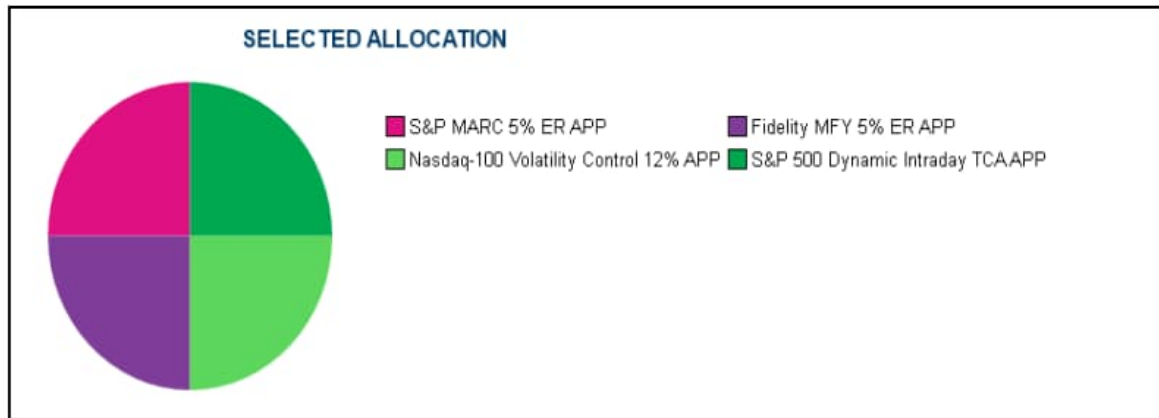 SELECTED ALLOCATION
S&P MARC 5% ER APP
Fidelity MFY 5% ER APP
Nasdaq-100 Volatility Control 12% APP
S&P 500 Dynamic Intraday TCA APP